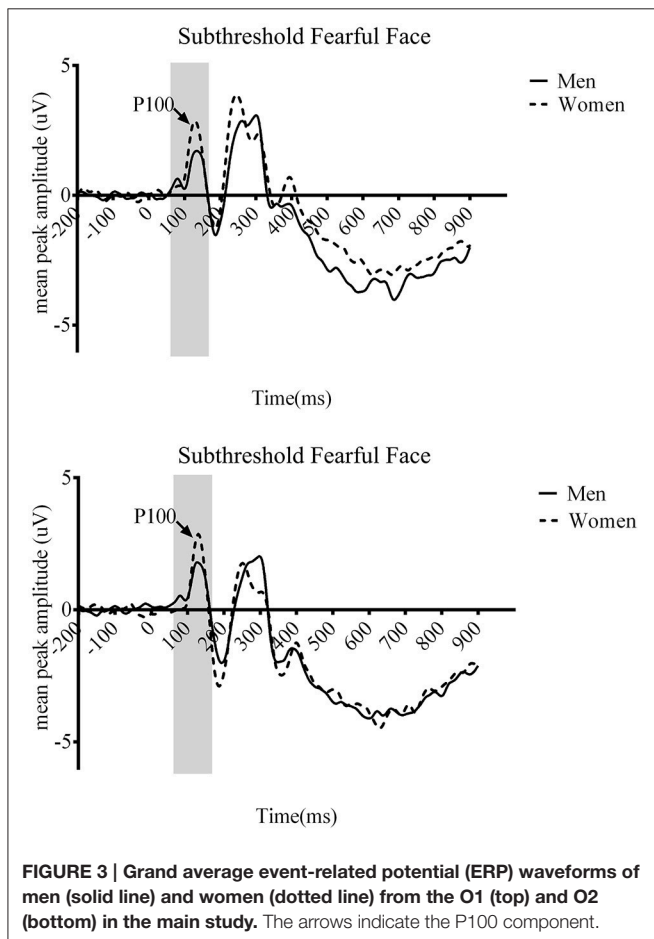 Subthreshold Fearful Face
5
Men
Women
P100
mean peak amplitude (uV)
0
-200 -100 0 100 200 300 400 500 600 700 800 900
-5
Time(ms)
Subthreshold Fearful Face
5
Men
Women
P100
mean peak amplitude (uV)
0
-200 -100 0 100 200 300 400 500 600 700 800 900
-5
Time(ms)
FIGURE 3 | Grand average event-related potential (ERP) waveforms of
men (solid line) and women (dotted line) from the O1 (top) and O2
(bottom) in the main study. The arrows indicate the P100 component.